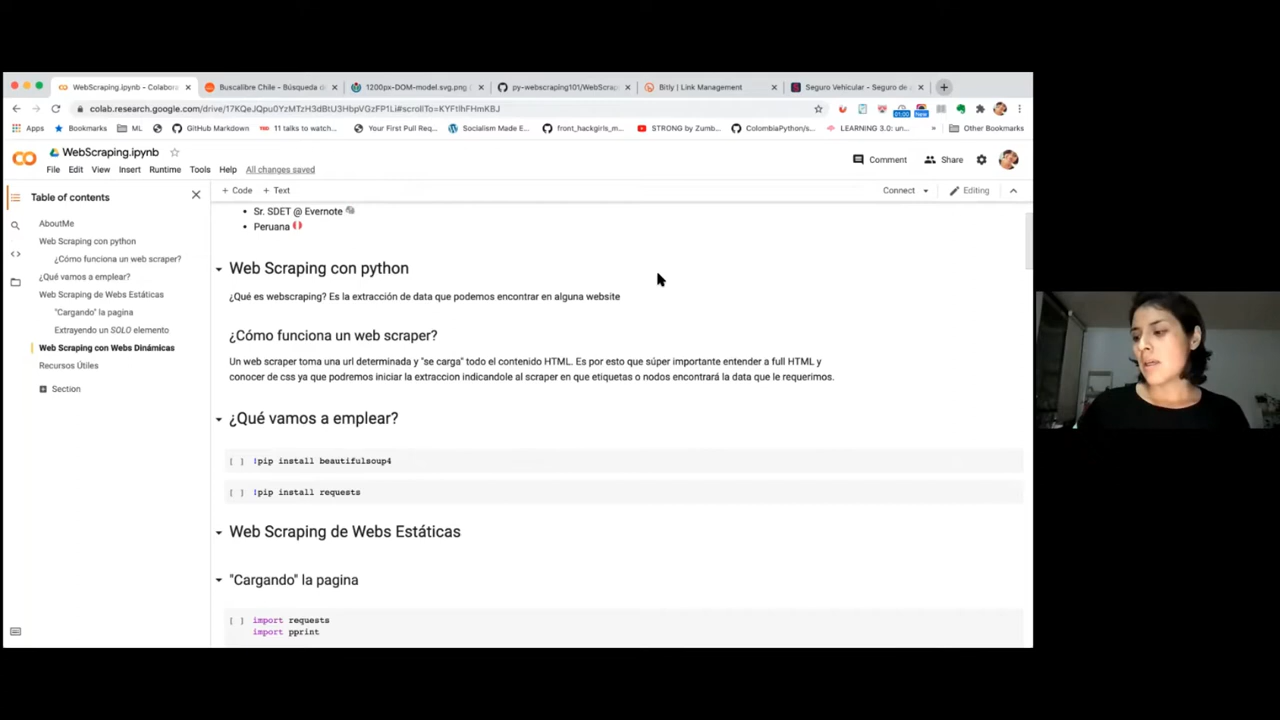 WebScraping.ipynb - Colabora
Buscalibre Chile - Búsqueda d
1200px-DOM-model.svg.png (
py-webscraping101/WebScrap
Bitly | Link Management
Seguro Vehicular - Seguro de a
colab.research.google.com/drive/17KQeJQpu0YzMTzH3dBtU3HbpVGzFP1Li#scrollTo=KYFtlhFHmKBJ
Apps
Bookmarks
ML
GitHub Markdown
11 talks to watch...
Your First Pull Req...
Socialism Made E...
front_hackgirls_m...
STRONG by Zumb...
ColombiaPython/s...
LEARNING 3.0: un...
»
Other Bookmarks
WebScraping.ipynb
Comment
Share
File Edit View Insert Runtime Tools Help All changes saved
Table of contents
+ Code + Text
Connect
Editing
AboutMe
Web Scraping con python
¿Cómo funciona un web scraper?
¿Qué vamos a emplear?
Web Scraping de Webs Estáticas
"Cargando" la pagina
Extrayendo un SOLO elemento
Web Scraping con Webs Dinámicas
Recursos Útiles
Section
• Sr. SDET @ Evernote
• Peruana
Web Scraping con python
¿Qué es webscraping? Es la extracción de data que podemos encontrar en alguna website
¿Cómo funciona un web scraper?
Un web scraper toma una url determinada y "se carga" todo el contenido HTML. Es por esto que súper importante entender a full HTML y
conocer de css ya que podremos iniciar la extraccion indicandole al scraper en que etiquetas o nodos encontrará la data que le requerimos.
¿Qué vamos a emplear?
[ ] !pip install beautifulsoup4
[ ] !pip install requests
Web Scraping de Webs Estáticas
"Cargando" la pagina
[ ] import requests
import pprint